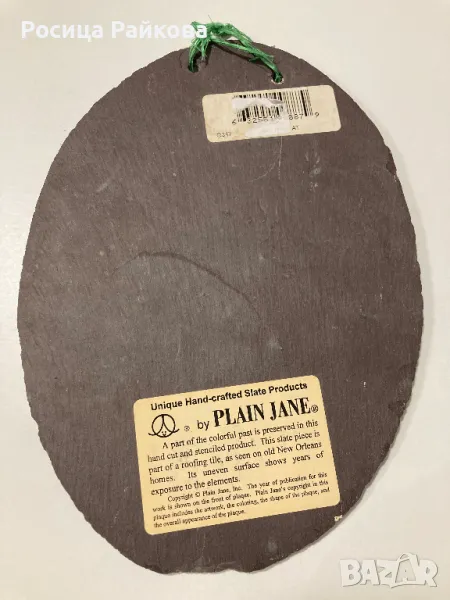 Росица Райкова
Unique Hand-crafted Slate Products
® by PLAIN JANE®
A part of the colorful past is preserved in this
hand cut and stenciled product. This slate piece is
part of a roofing tile, as seen on old New Orleans
homes. Its uneven surface shows years of
exposure to the elements.
Copyright © Plain Jane, Inc. The year of publication for this
work is shown on the front of plaque. Plain Jane's copyright in this
plaque includes the artwork, the coloring, the shape of the plaque, and
the overall appearance of the plaque.
BAZAR